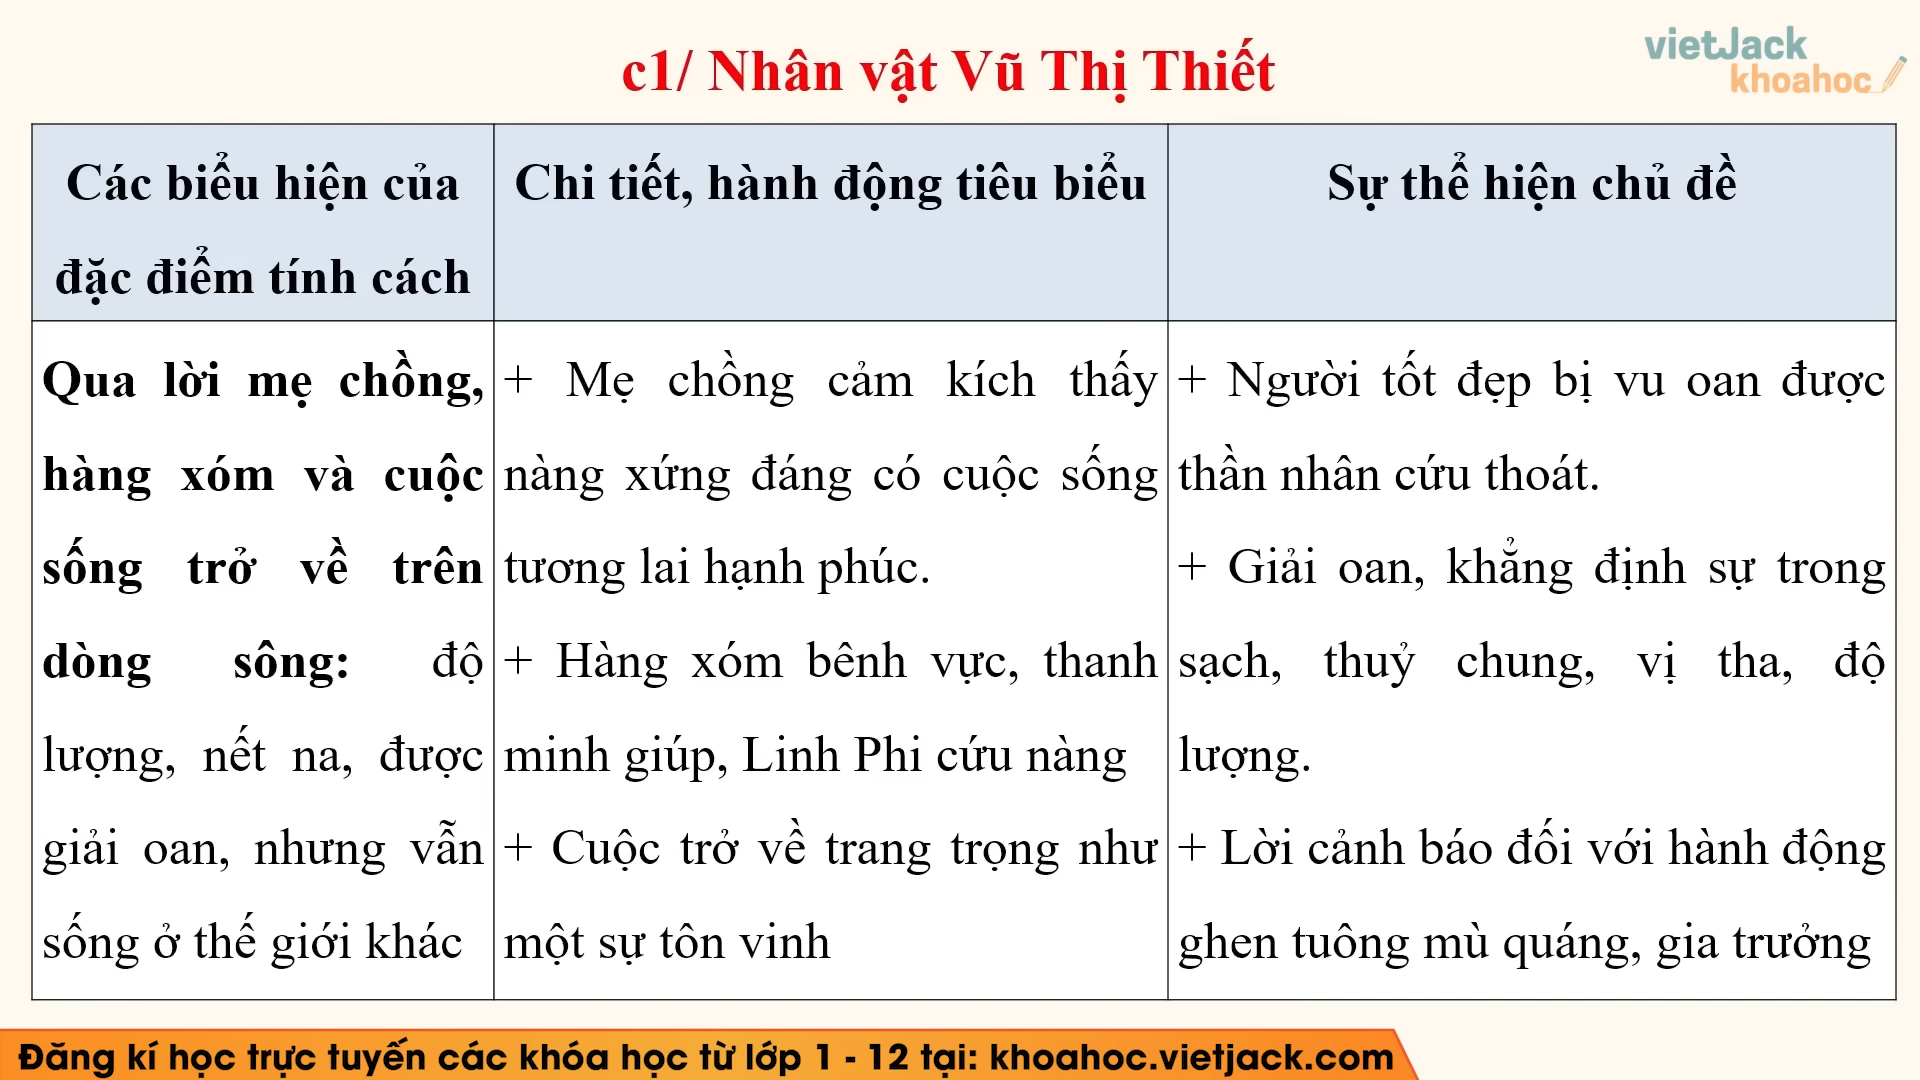 c1/ Nhân vật Vũ Thị Thiết
vietJack
khoahoc
Các biểu hiện của
đặc điểm tính cách
Chi tiết, hành động tiêu biểu
Sự thể hiện chủ đề
Qua lời mẹ chồng,
hàng xóm và cuộc
sống trở về trên
dòng sông: độ
lượng, nết na, được
giải oan, nhưng vẫn
sống ở thế giới khác
+ Mẹ chồng cảm kích thấy
nàng xứng đáng có cuộc sống
tương lai hạnh phúc.
+ Hàng xóm bênh vực, thanh
minh giúp, Linh Phi cứu nàng
+ Cuộc trở về trang trọng như
một sự tôn vinh
+ Người tốt đẹp bị vu oan được
thần nhân cứu thoát.
+ Giải oan, khẳng định sự trong
sạch, thuỷ chung, vị tha, độ
lượng.
+ Lời cảnh báo đối với hành động
ghen tuông mù quáng, gia trưởng
Đăng kí học trực tuyến các khóa học từ lớp 1 - 12 tại: khoahoc.vietjack.com